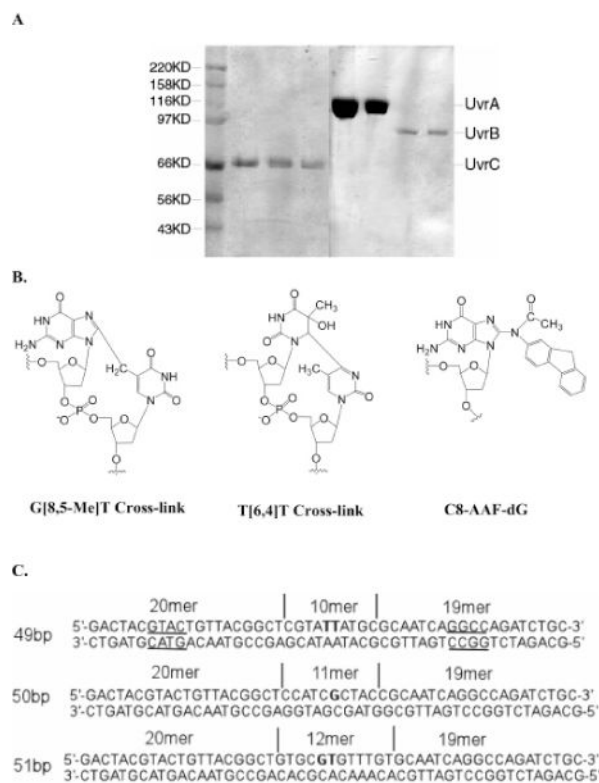 A
220KD
158KD
116KD
97KD
66KD
56KD
43KD
UvrA
UvrB
UvrC
B.
G[8,5-Me]T Cross-link
T[6,4]T Cross-link
C8-AAF-dG
C.
20mer 10mer 19mer
49bp
5'-GACTACGTACTGTTACGGCTCGTATTATGCGCAATCAGGCCAGATCTGC-3'
3'-CTGATGCATGACAATGCCGAGCATAATACGCGTTAGTCCGGTCTAGACG-5'
20mer 11mer 19mer
50bp
5'-GACTACGTACTGTTACGGCTCCATCGCTACCGCAATCAGGCCAGATCTGC-3'
3'-CTGATGCATGACAATGCCGAGGTAGCGATGGCGTTAGTCCGGTCTAGACG-5'
20mer 12mer 19mer
51bp
5'-GACTACGTACTGTTACGGCTGTGCGTGTTTGTGCAATCAGGCCAGATCTGC-3'
3'-CTGATGCATGACAATGCCGACACGCACAAACACGTTAGTCCGGTCTAGACG-5'